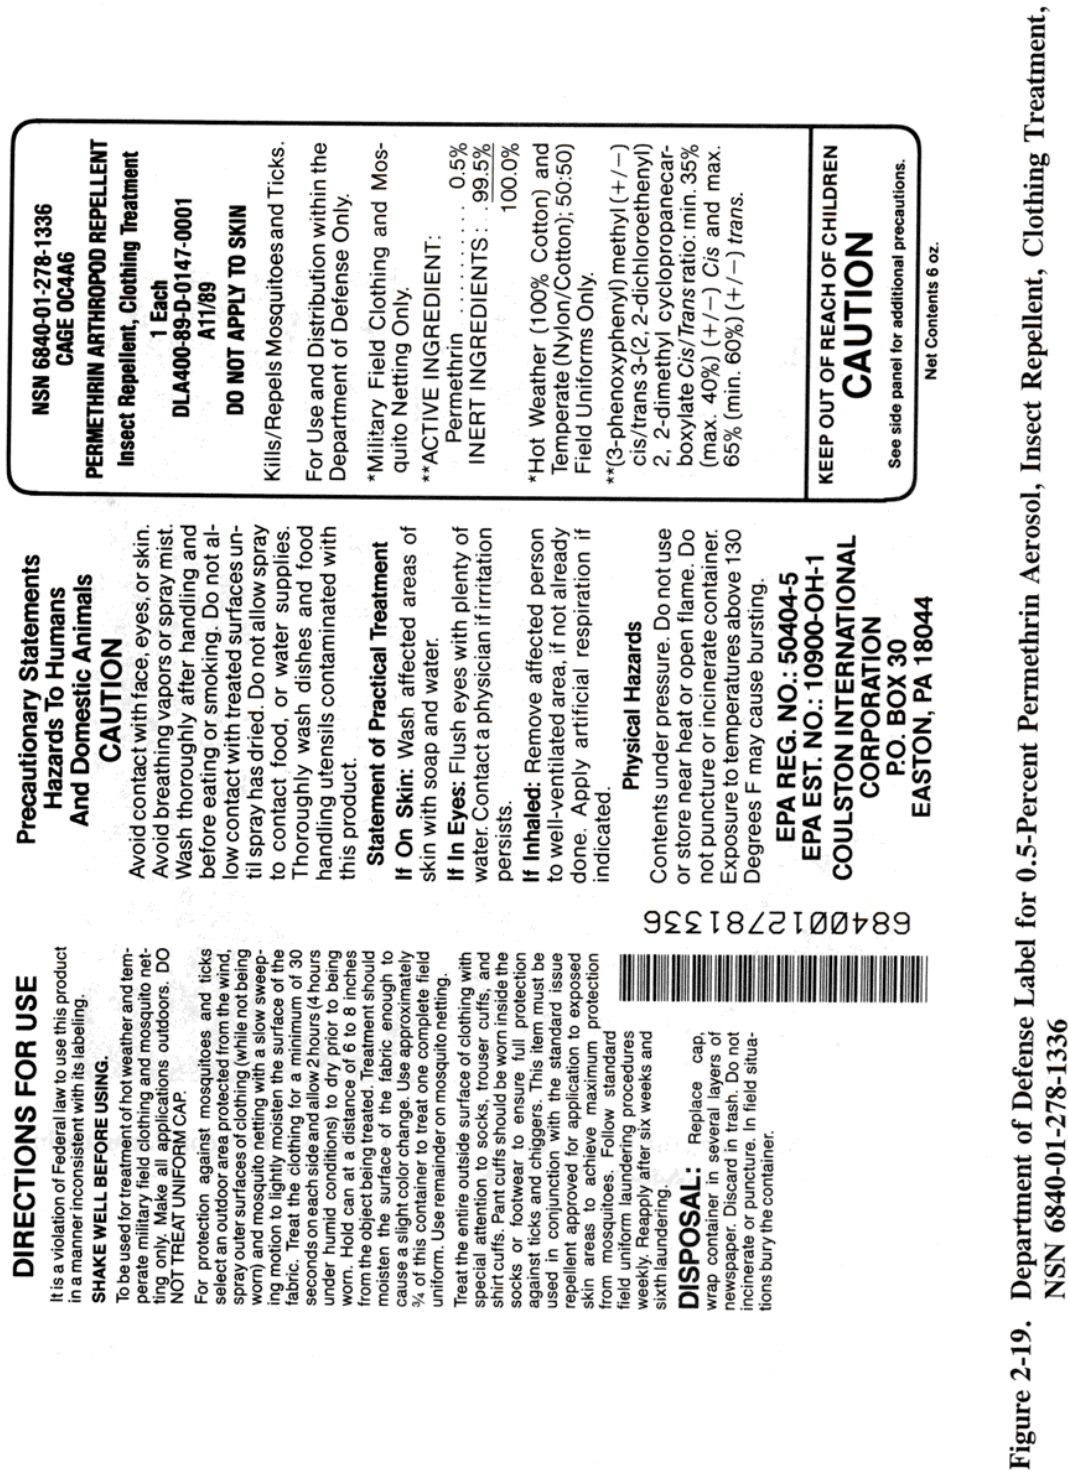 DIRECTIONS FOR USE
It is a violation of Federal law to use this product
in a manner inconsistent with its labeling.
SHAKE WELL BEFORE USING.
To be used for treatment of hot weather and tem-
perate military field clothing and mosquito net-
ting only. Make all applications outdoors. DO
NOT TREAT UNIFORM CAP.
For protection against mosquitoes and ticks
select an outdoor area protected from the wind,
spray outer surfaces of clothing (while not being
worn) and mosquito netting with a slow sweep-
ing motion to lightly moisten the surface of the
fabric. Treat the clothing for a minimum of 30
seconds on each side and allow 2 hours (4 hours
under humid conditions) to dry prior to being
worn. Hold can at a distance of 6 to 8 inches
from the object being treated. Treatment should
moisten the surface of the fabric enough to
cause a slight color change. Use approximately
¾ of this container to treat one complete field
uniform. Use remainder on mosquito netting.
Treat the entire outside surface of clothing with
special attention to socks, trouser cuffs, and
shirt cuffs. Pant cuffs should be worn inside the
socks or footwear to ensure full protection
against ticks and chiggers. This item must be
used in conjunction with the standard issue
repellent approved for application to exposed
skin areas to achieve maximum protection
from mosquitoes. Follow standard
field uniform laundering procedures
weekly. Reapply after six weeks and
sixth laundering.
DISPOSAL: Replace cap,
wrap container in several layers of
newspaper. Discard in trash. Do not
incinerate or puncture. In field situa-
tions bury the container.
6840012781336
Precautionary Statements
Hazards To Humans
And Domestic Animals
CAUTION
Avoid contact with face, eyes, or skin.
Avoid breathing vapors or spray mist.
Wash thoroughly after handling and
before eating or smoking. Do not al-
low contact with treated surfaces un-
til spray has dried. Do not allow spray
to contact food, or water supplies.
Thoroughly wash dishes and food
handling utensils contaminated with
this product.
Statement of Practical Treatment
If On Skin: Wash affected areas of
skin with soap and water.
If In Eyes: Flush eyes with plenty of
water. Contact a physician if irritation
persists.
If Inhaled: Remove affected person
to well-ventilated area, if not already
done. Apply artificial respiration if
indicated.
Physical Hazards
Contents under pressure. Do not use
or store near heat or open flame. Do
not puncture or incinerate container.
Exposure to temperatures above 130
Degrees F may cause bursting.
EPA REG. NO.: 50404-5
EPA EST. NO.: 10900-OH-1
COULSTON INTERNATIONAL
CORPORATION
P.O. BOX 30
EASTON, PA 18044
NSN 6840-01-278-1336
CAGE OC4A6
PERMETHRIN ARTHROPOD REPELLENT
Insect Repellent, Clothing Treatment
1 Each
DLA400-89-D-0147-0001
A11/89
DO NOT APPLY TO SKIN
Kills/Repels Mosquitoes and Ticks.
For Use and Distribution within the
Department of Defense Only.
*Military Field Clothing and Mos-
quito Netting Only.
**ACTIVE INGREDIENT:
Permethrin .......... 0.5%
INERT INGREDIENTS: . .99.5%
100.0%
*Hot Weather (100% Cotton) and
Temperate (Nylon/Cotton); 50:50)
Field Uniforms Only.
**(3-phenoxyphenyl) methyl (+/−)
cis/trans 3-(2, 2-dichloroethenyl)
2, 2-dimethyl cyclopropanecar-
boxylate Cis/Trans ratio: min. 35%
(max. 40%) (+/−) Cis and max.
65% (min. 60%) (+/−) trans.
KEEP OUT OF REACH OF CHILDREN
CAUTION
See side panel for additional precautions.
Net Contents 6 oz.
Figure 2-19. Department of Defense Label for 0.5-Percent Permethrin Aerosol, Insect Repellent, Clothing Treatment,
NSN 6840-01-278-1336